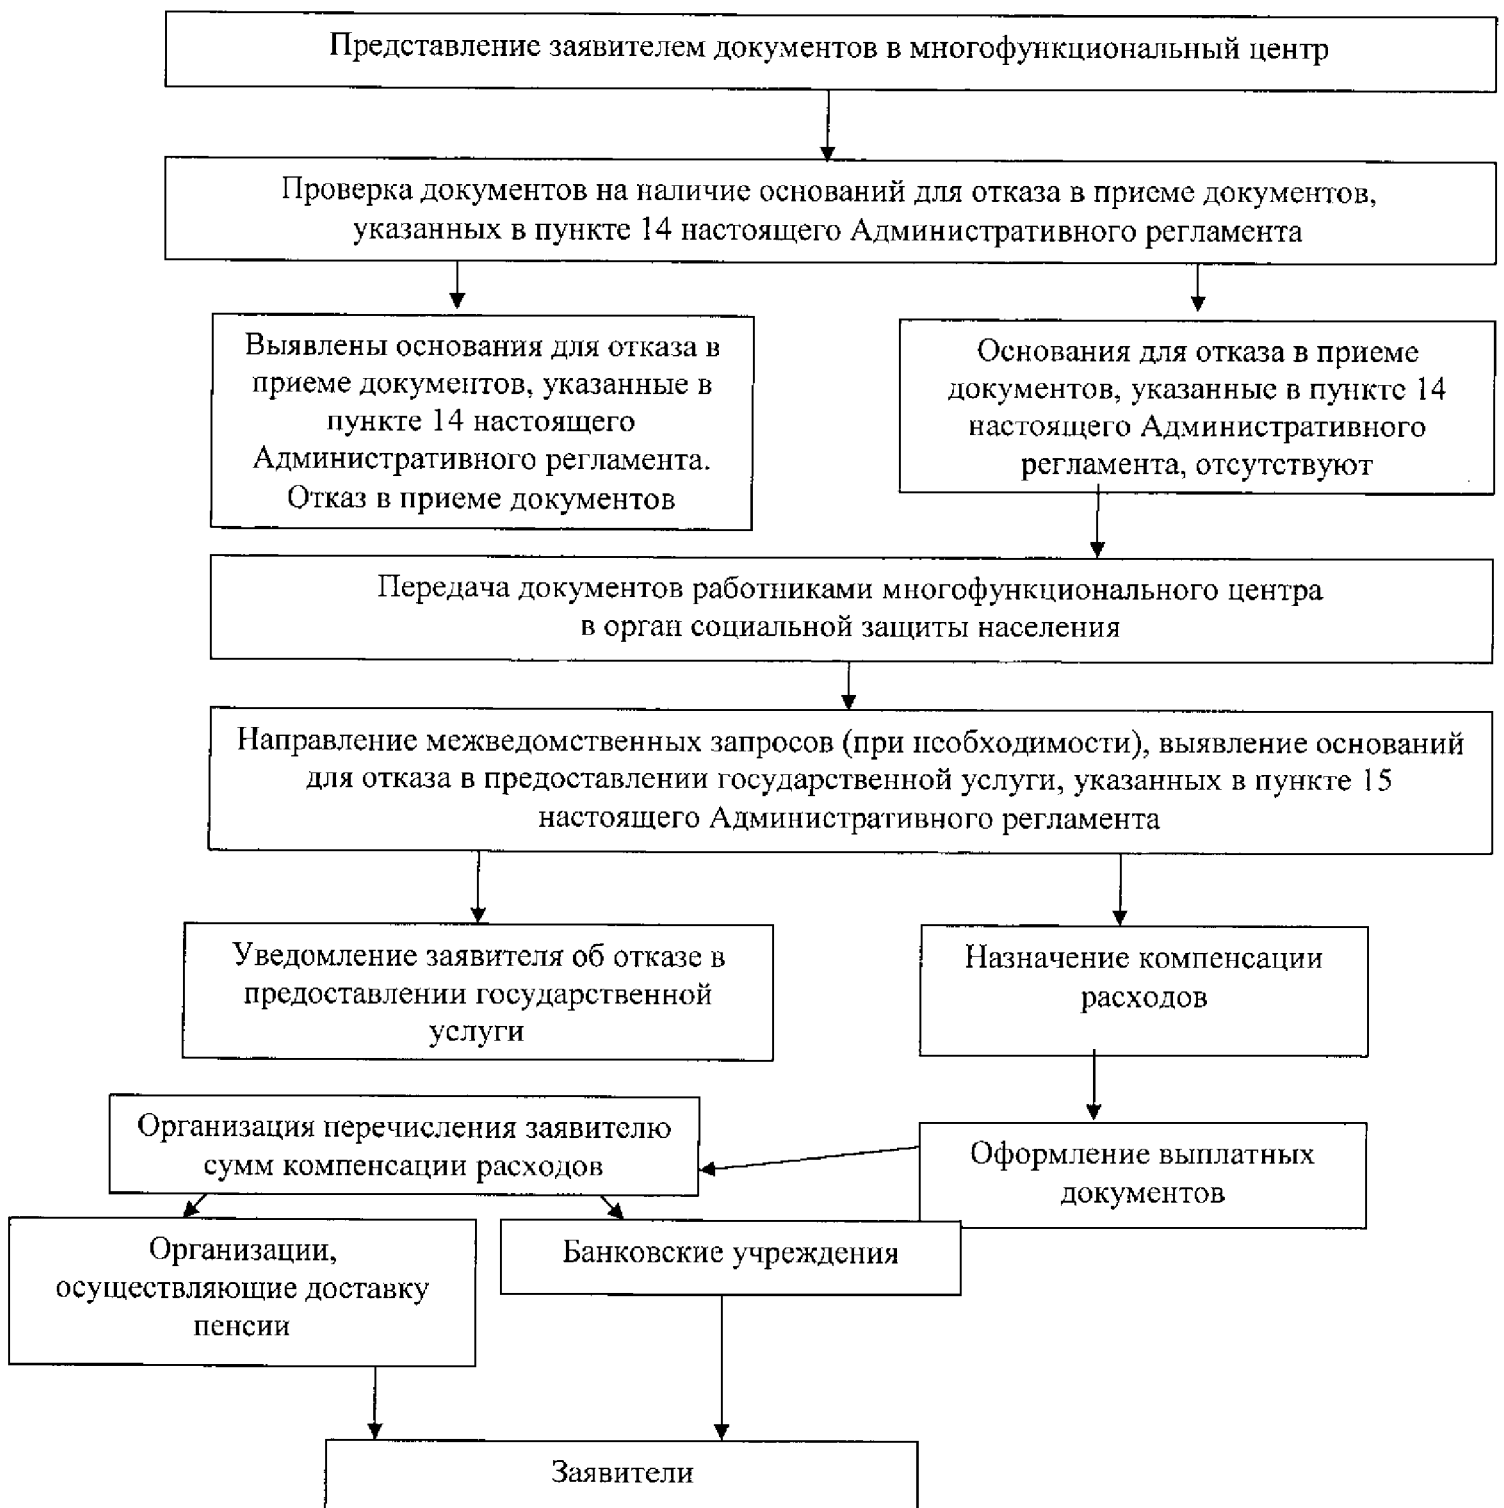 Представление заявителем документов в многофункциональный центр
Проверка документов на наличие оснований для отказа в приеме документов,
указанных в пункте 14 настоящего Административного регламента
Выявлены основания для отказа в
приеме документов, указанные в
пункте 14 настоящего
Административного регламента.
Отказ в приеме документов
Основания для отказа в приеме
документов, указанные в пункте 14
настоящего Административного
регламента, отсутствуют
Передача документов работниками многофункционального центра
в орган социальной защиты населения
Направление межведомственных запросов (при необходимости), выявление оснований
для отказа в предоставлении государственной услуги, указанных в пункте 15
настоящего Административного регламента
Уведомление заявителя об отказе в
предоставлении государственной
услуги
Назначение компенсации
расходов
Организация перечисления заявителю
сумм компенсации расходов
Оформление выплатных
документов
Организации,
осуществляющие доставку
пенсии
Банковские учреждения
Заявители